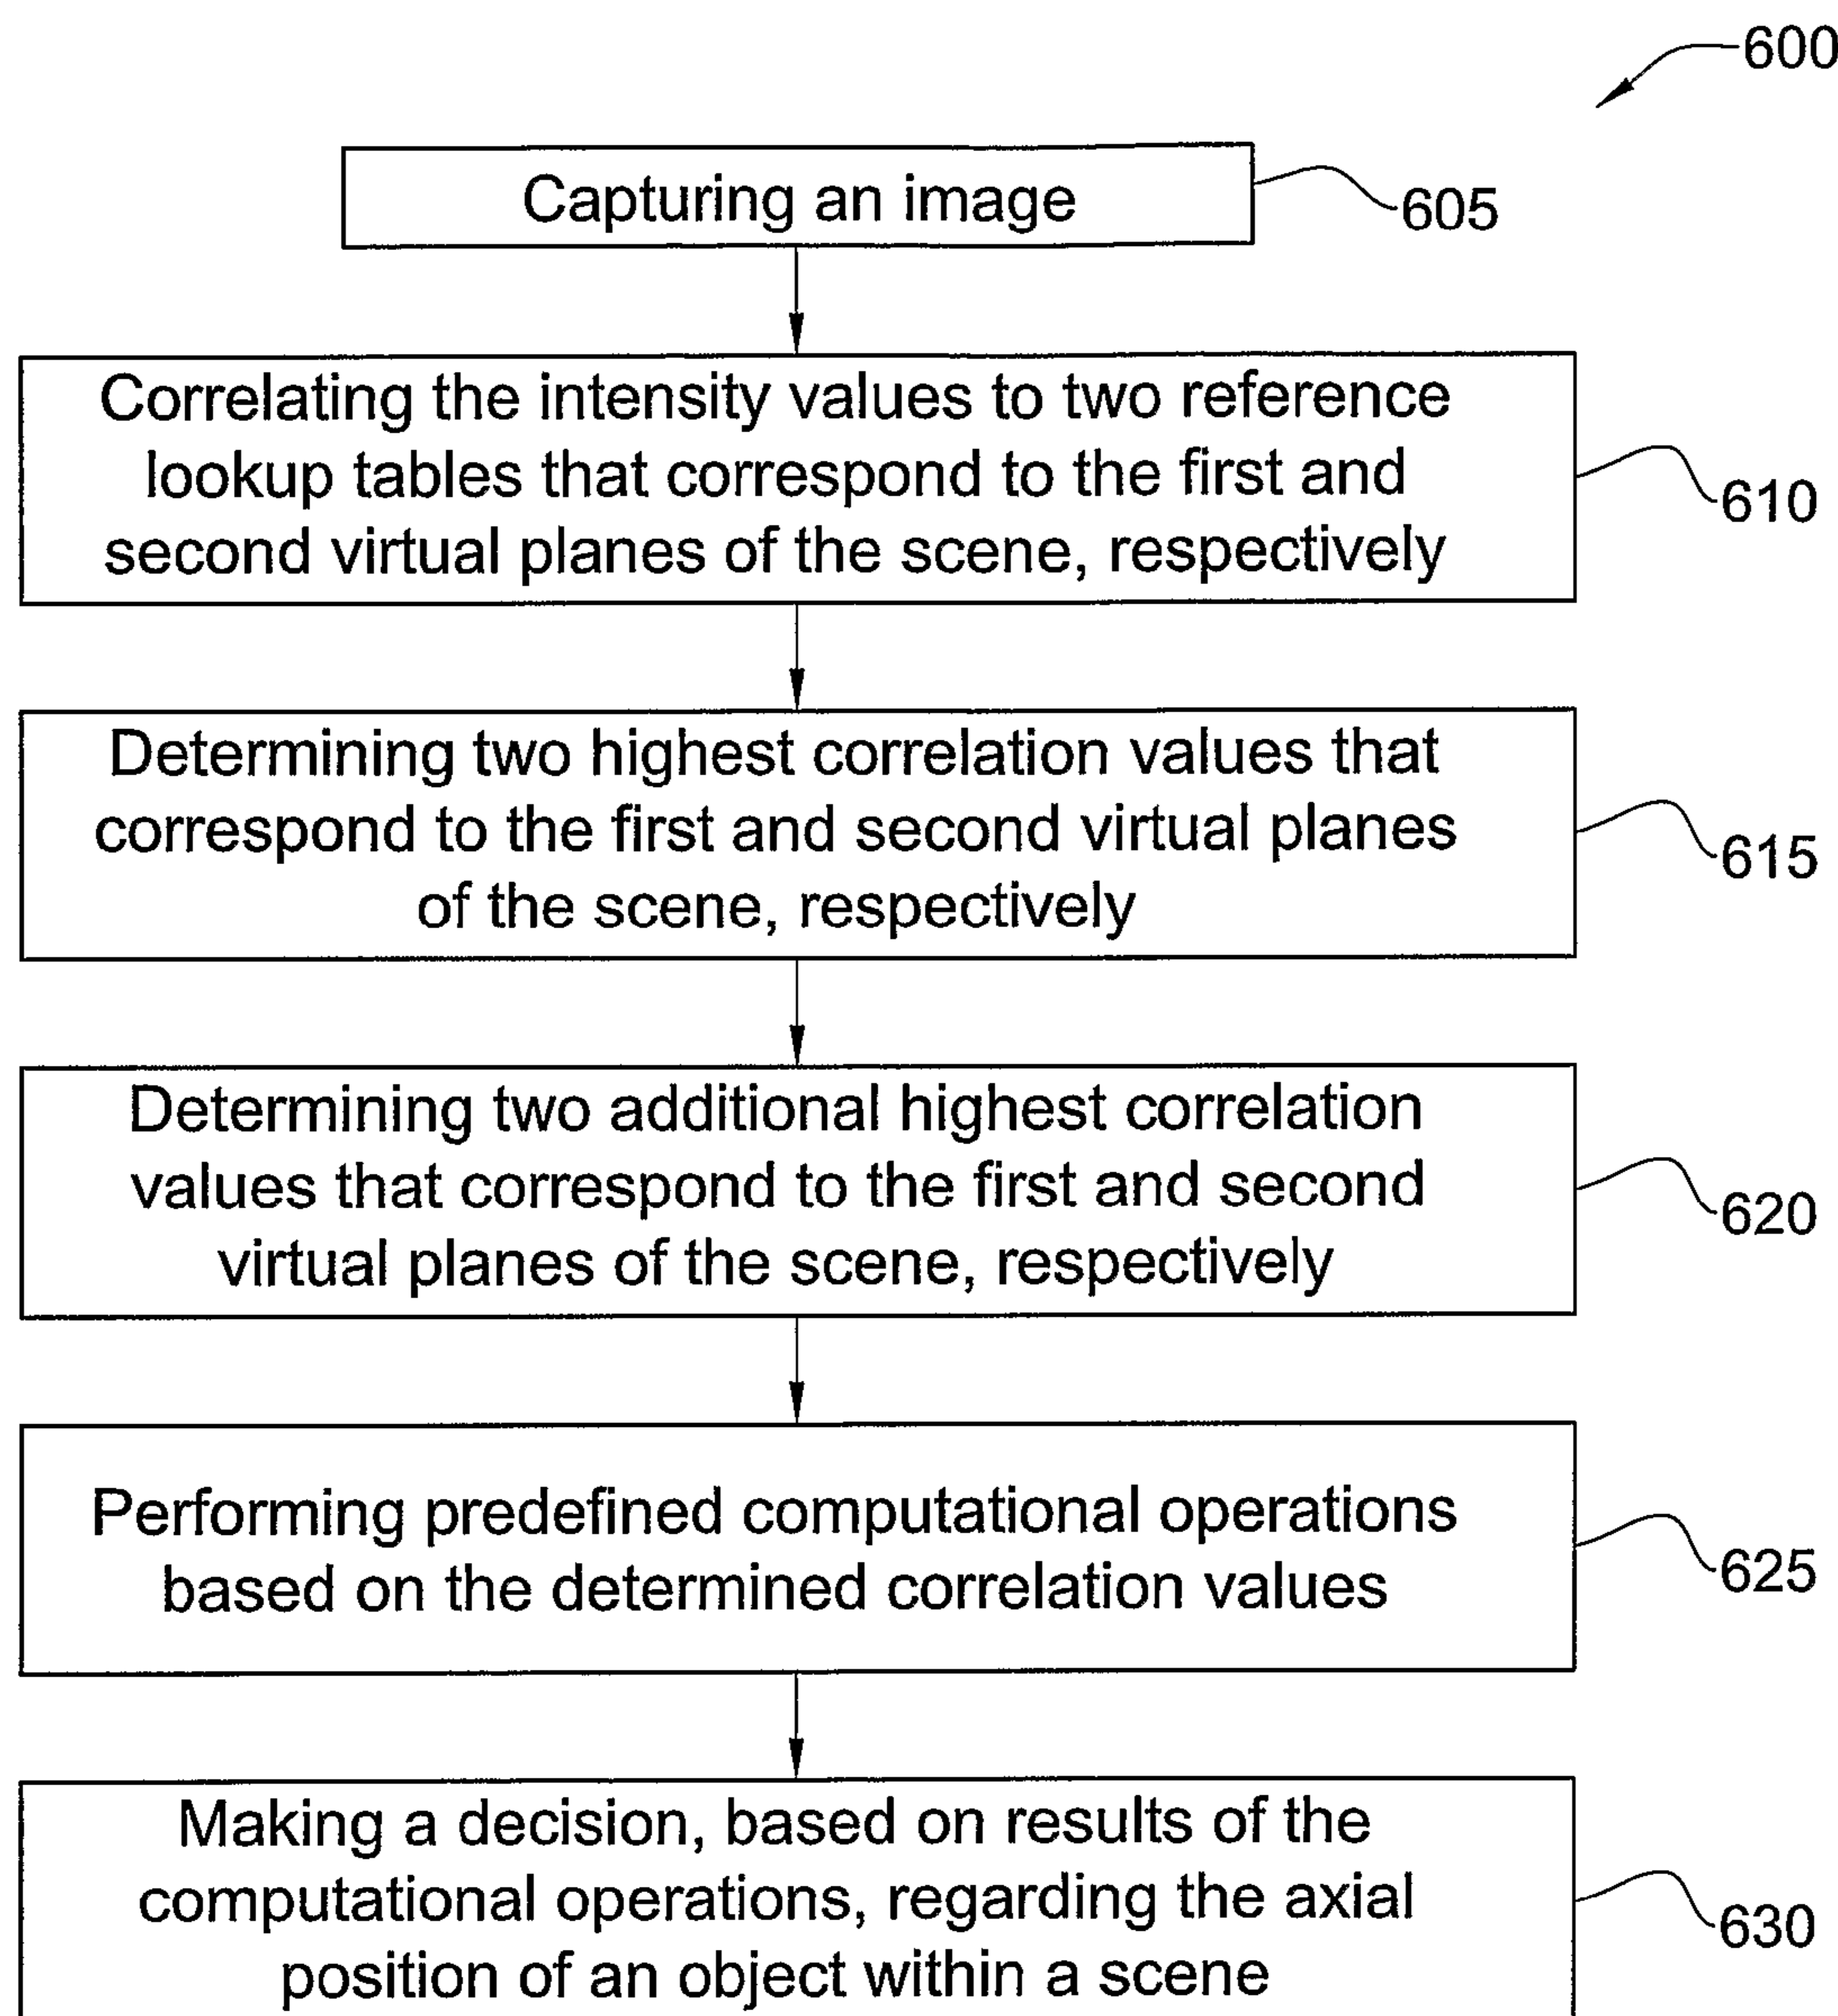 600
Capturing an image
605
Correlating the intensity values to two reference
lookup tables that correspond to the first and
second virtual planes of the scene, respectively
610
Determining two highest correlation values that
correspond to the first and second virtual planes
of the scene, respectively
615
Determining two additional highest correlation
values that correspond to the first and second
virtual planes of the scene, respectively
620
Performing predefined computational operations
based on the determined correlation values
625
Making a decision, based on results of the
computational operations, regarding the axial
position of an object within a scene
630